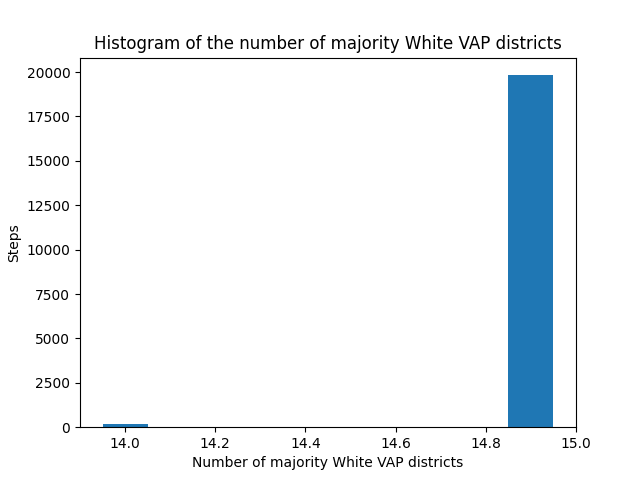 Histogram of the number of majority White VAP districts
20000
17500
15000
12500
10000
7500
5000
2500
0
Steps
14.0 14.2 14.4 14.6 14.8 15.0
Number of majority White VAP districts